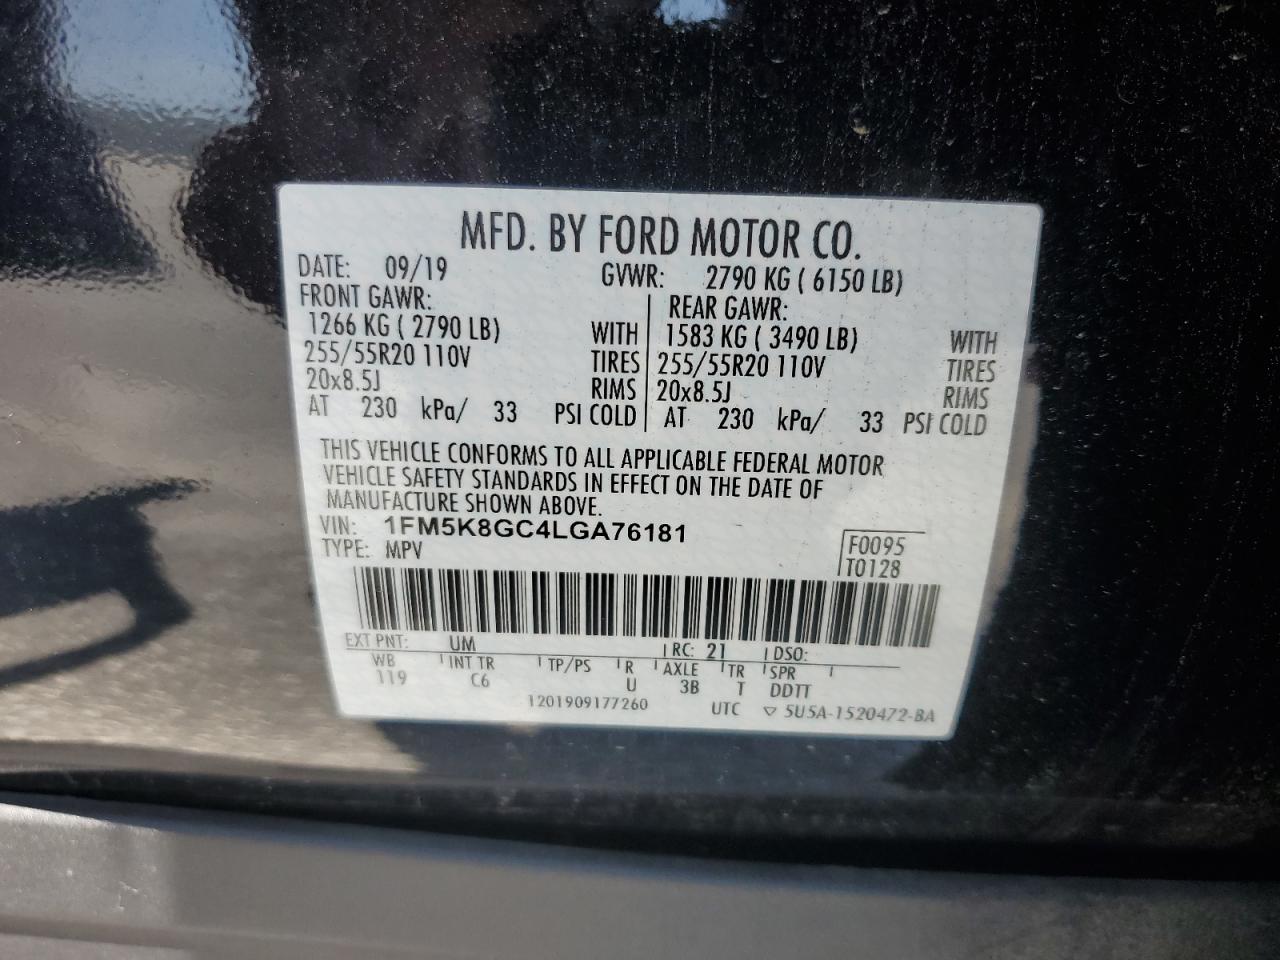 MFD. BY FORD MOTOR CO.
DATE: 09/19 GVWR: 2790 KG ( 6150 LB)
FRONT GAWR: REAR GAWR:
1266 KG ( 2790 LB) WITH 1583 KG ( 3490 LB) WITH
255/55R20 110V TIRES 255/55R20 110V TIRES
20x8.5J RIMS 20x8.5J RIMS
AT 230 kPa/ 33 PSI COLD AT 230 kPa/ 33 PSI COLD
THIS VEHICLE CONFORMS TO ALL APPLICABLE FEDERAL MOTOR
VEHICLE SAFETY STANDARDS IN EFFECT ON THE DATE OF
MANUFACTURE SHOWN ABOVE.
VIN: 1FM5K8GC4LGA76181
TYPE: MPV
F0095
T0128
EXT PNT: UM RC: 21 DSO:
WB INT TR TP/PS R AXLE TR SPR
119 C6 U 3B T DDTT
1201909177260 UTC ▽ 5U5A-1520472-BA